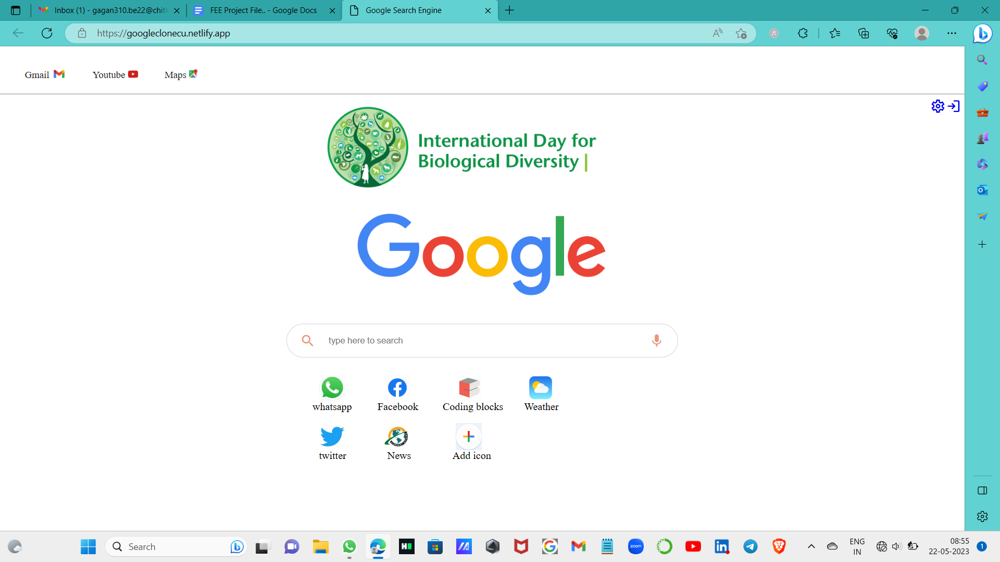 Inbox (1) - gagan310.be22@chit
FEE Project File.. - Google Docs
Google Search Engine
https://googleclonecu.netlify.app
Gmail
Youtube
Maps
International Day for
Biological Diversity |
Google
type here to search
whatsapp
Facebook
Coding blocks
Weather
twitter
News
Add icon
Search
zoom
ENG
IN
08:55
22-05-2023
1